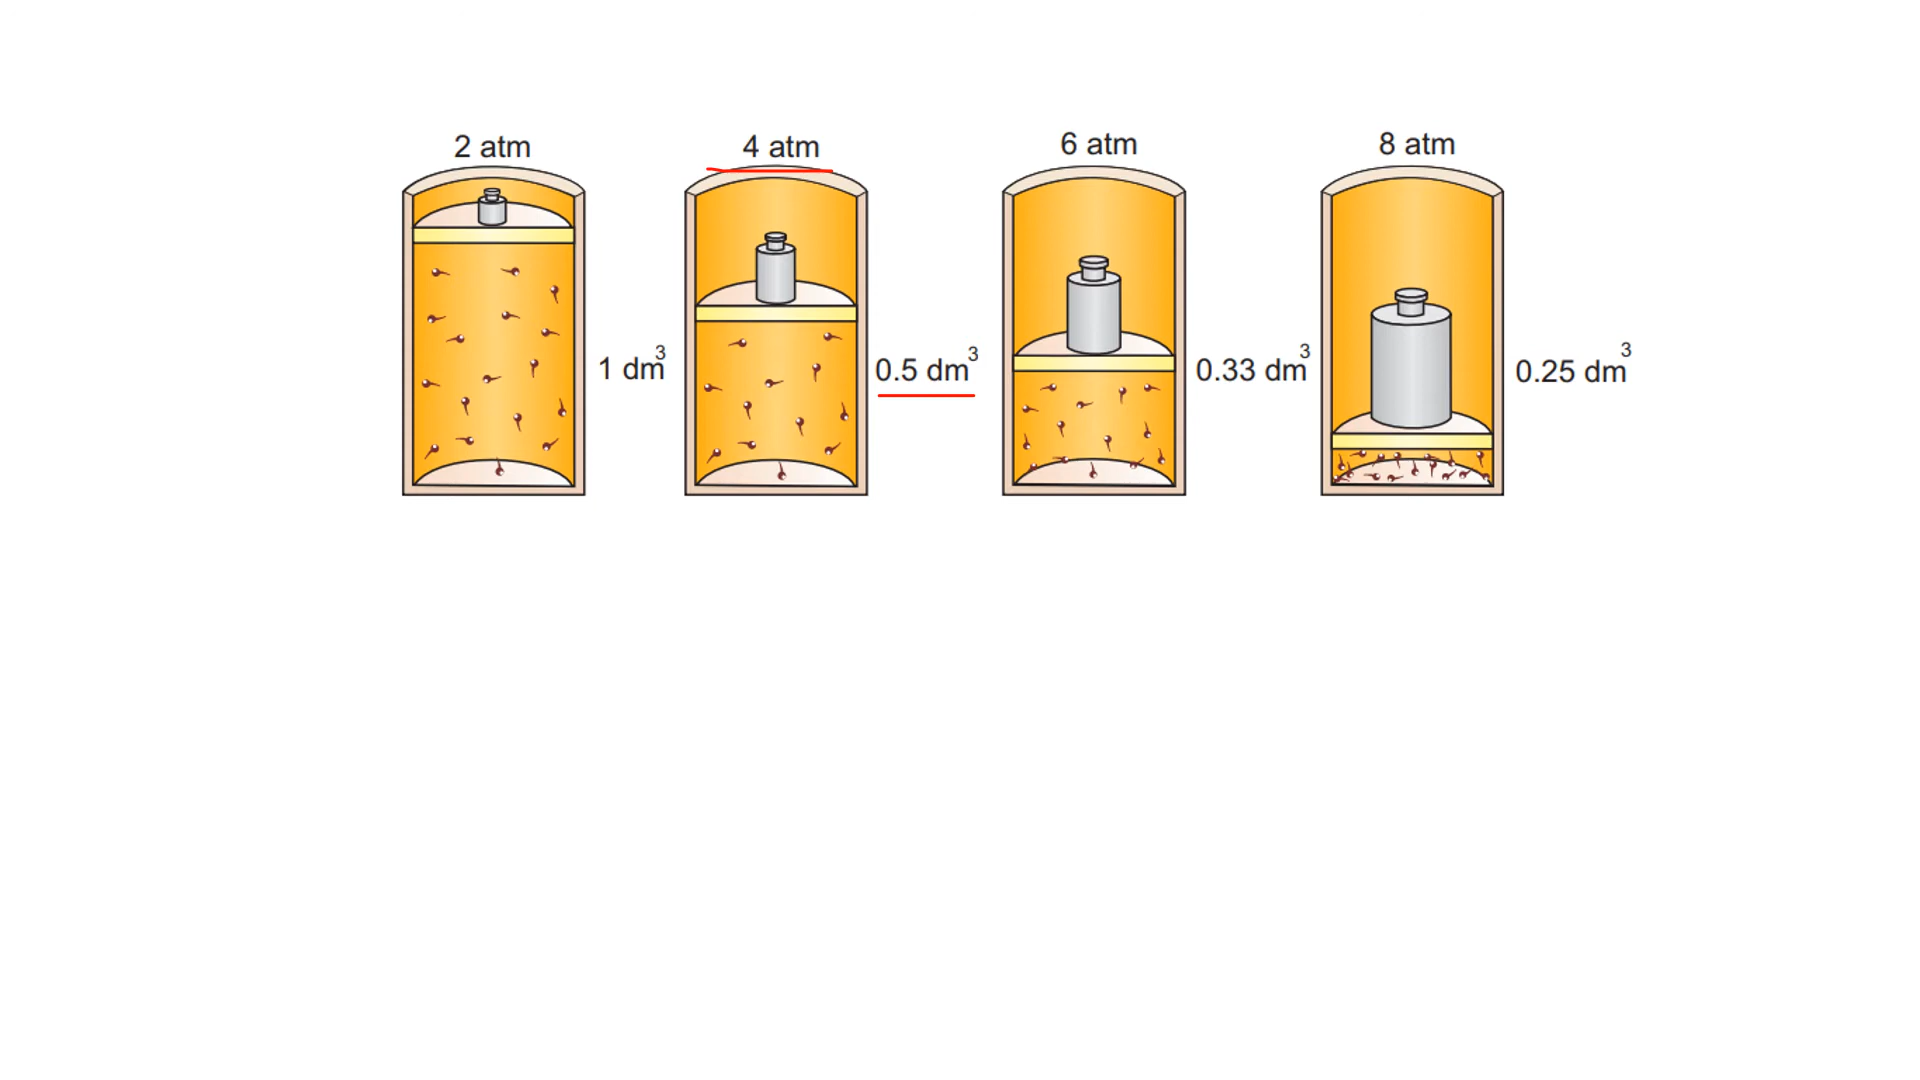 2 atm
4 atm
6 atm
8 atm
1 dm³
0.5 dm³
0.33 dm³
0.25 dm³